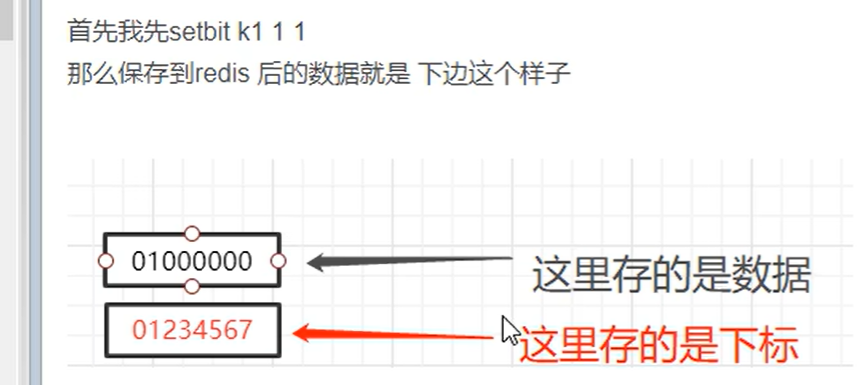 首先我先setbit k1 1 1
那么保存到redis 后的数据就是 下边这个样子
01000000
这里存的是数据
01234567
这里存的是下标